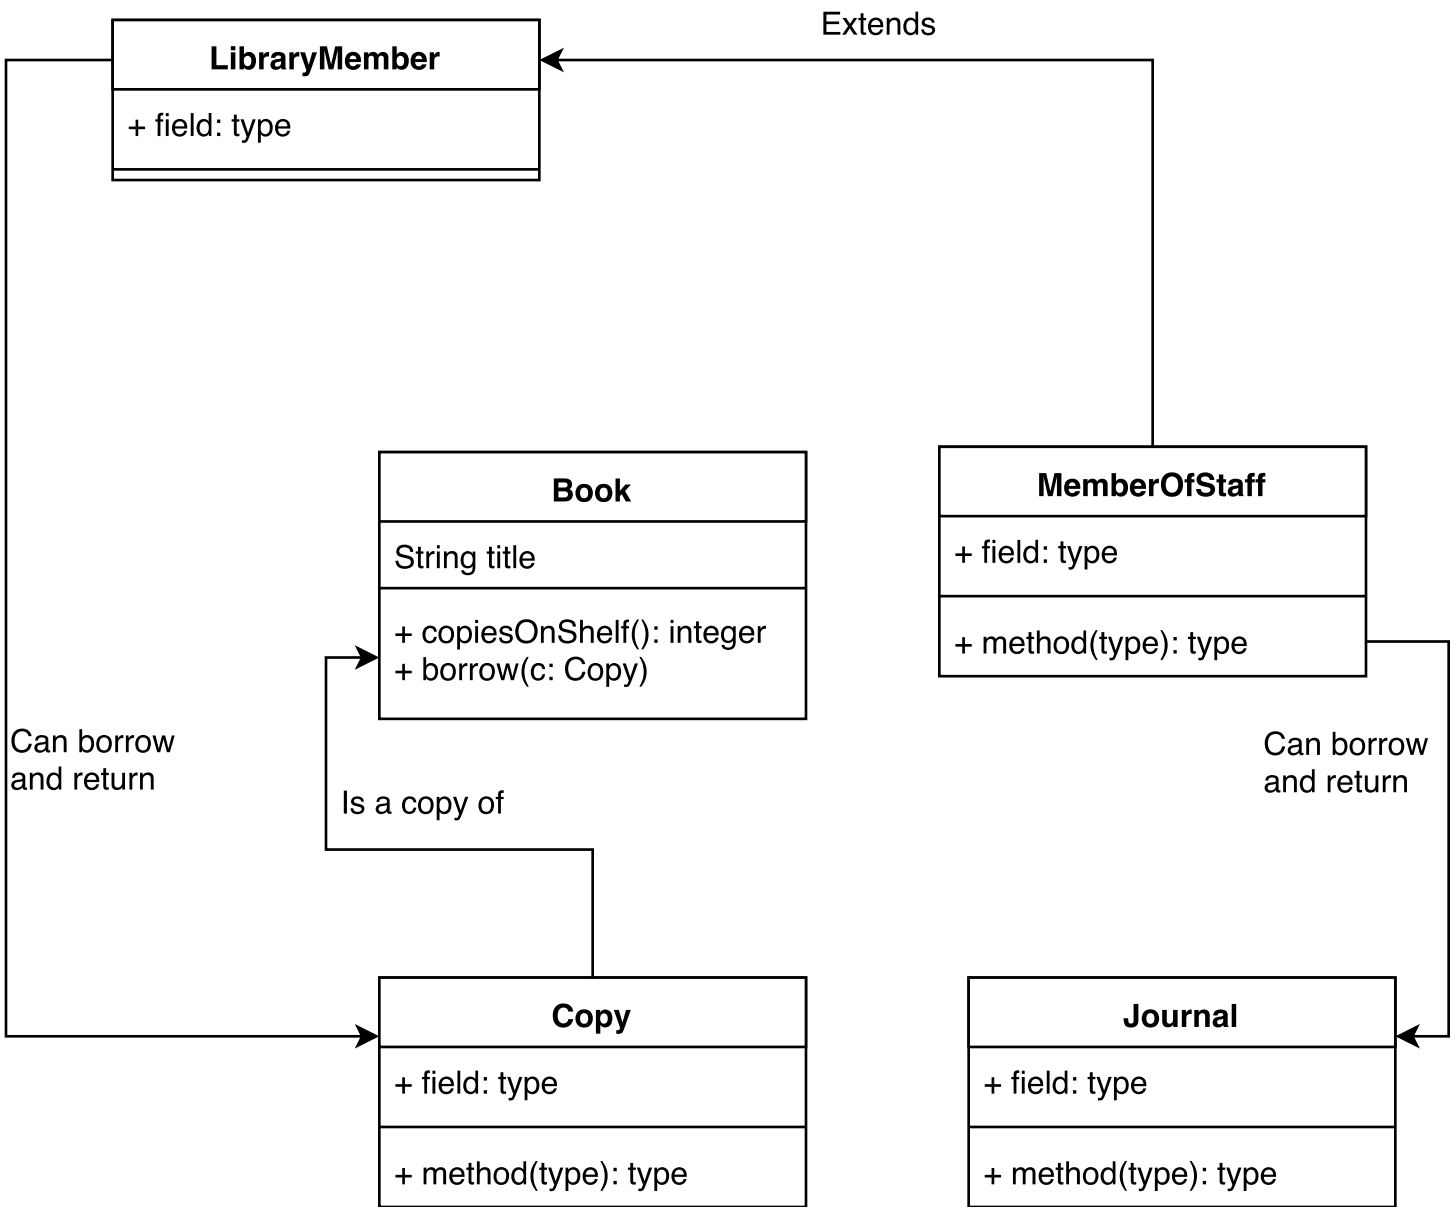 Extends
LibraryMember
+ field: type
Book
String title
+ copiesOnShelf(): integer
+ borrow(c: Copy)
MemberOfStaff
+ field: type
+ method(type): type
Can borrow
and return
Is a copy of
Can borrow
and return
Copy
+ field: type
+ method(type): type
Journal
+ field: type
+ method(type): type